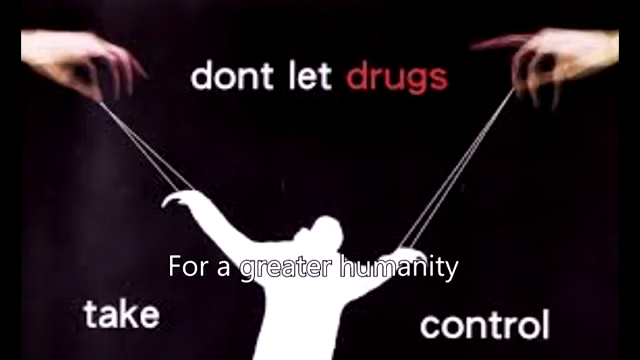 dont let drugs
For a greater humanity
take
control